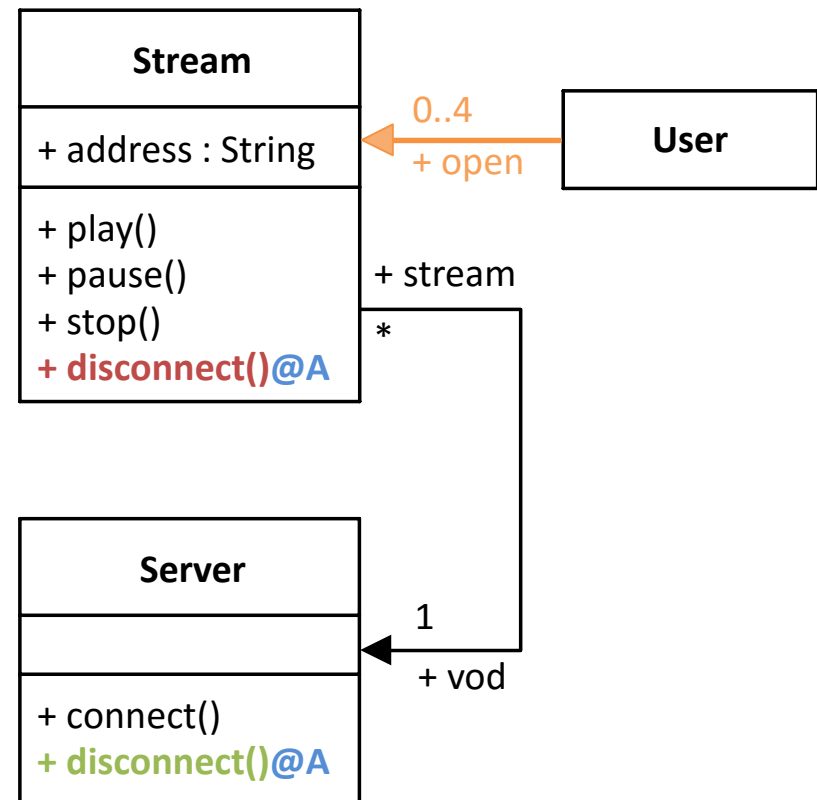 Stream
+ address : String
+ play()
+ pause()
+ stop()
+ disconnect()@A
0..4
+ open
User
+ stream
*
Server
+ connect()
+ disconnect()@A
1
+ vod